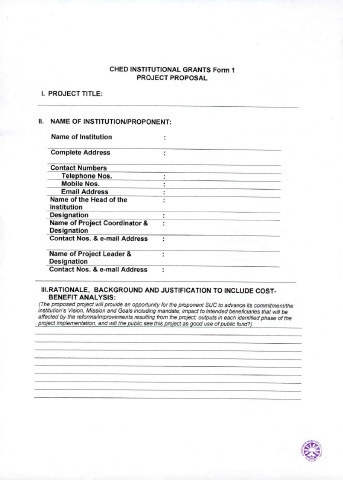 CHED INSTITUTIONAL GRANTS Form 1
PROJECT PROPOSAL
I. PROJECT TITLE:
II. NAME OF INSTITUTION/PROPONENT:
Name of Institution :
Complete Address :
Contact Numbers
Telephone Nos. :
Mobile Nos. :
Email Address :
Name of the Head of the :
Institution
Designation :
Name of Project Coordinator & :
Designation
Contact Nos. & e-mail Address :
Name of Project Leader & :
Designation
Contact Nos. & e-mail Address :
III.RATIONALE, BACKGROUND AND JUSTIFICATION TO INCLUDE COST-
BENEFIT ANALYSIS:
(The proposed project will provide an opportunity for the proponent SUC to advance its commitment/the
institution's Vision, Mission and Goals including mandate; impact to intended beneficiaries that will be
affected by the reforms/improvements resulting from the project; outputs in each identified phase of the
project implementation; and will the public see this project as good use of public fund?)